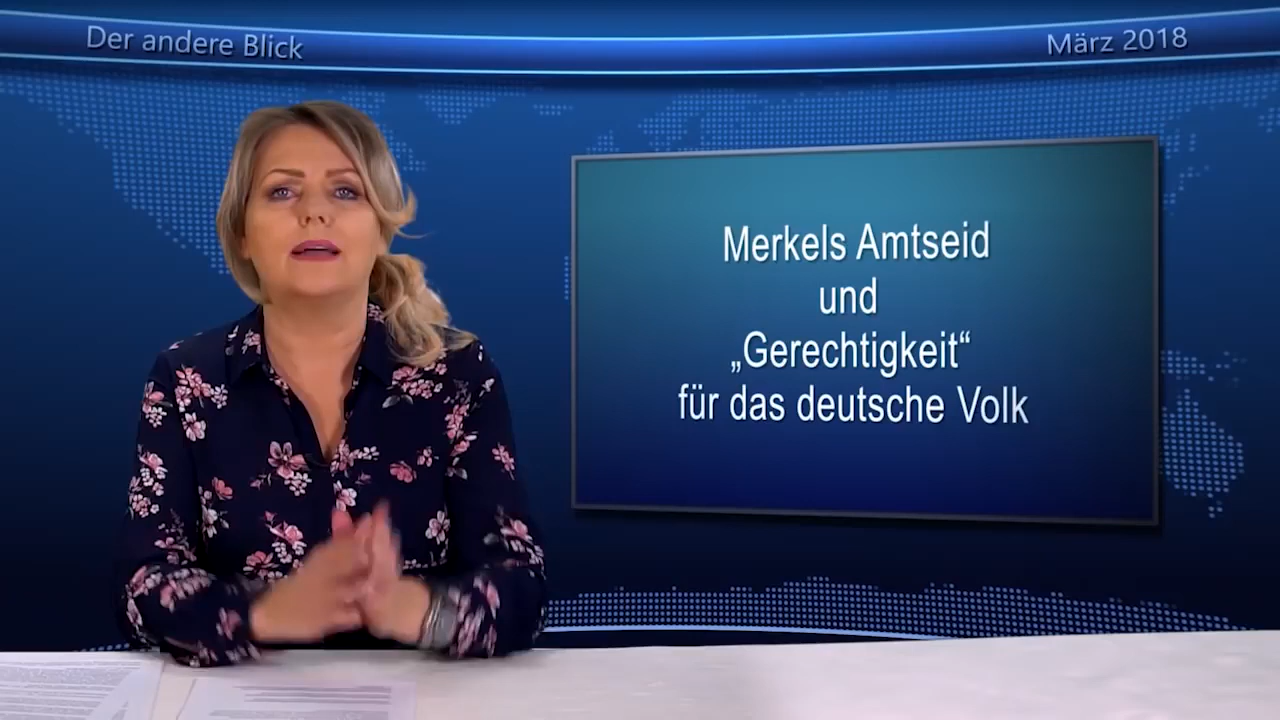 Der andere Blick
März 2018
Merkels Amtseid
und
„Gerechtigkeit“
für das deutsche Volk